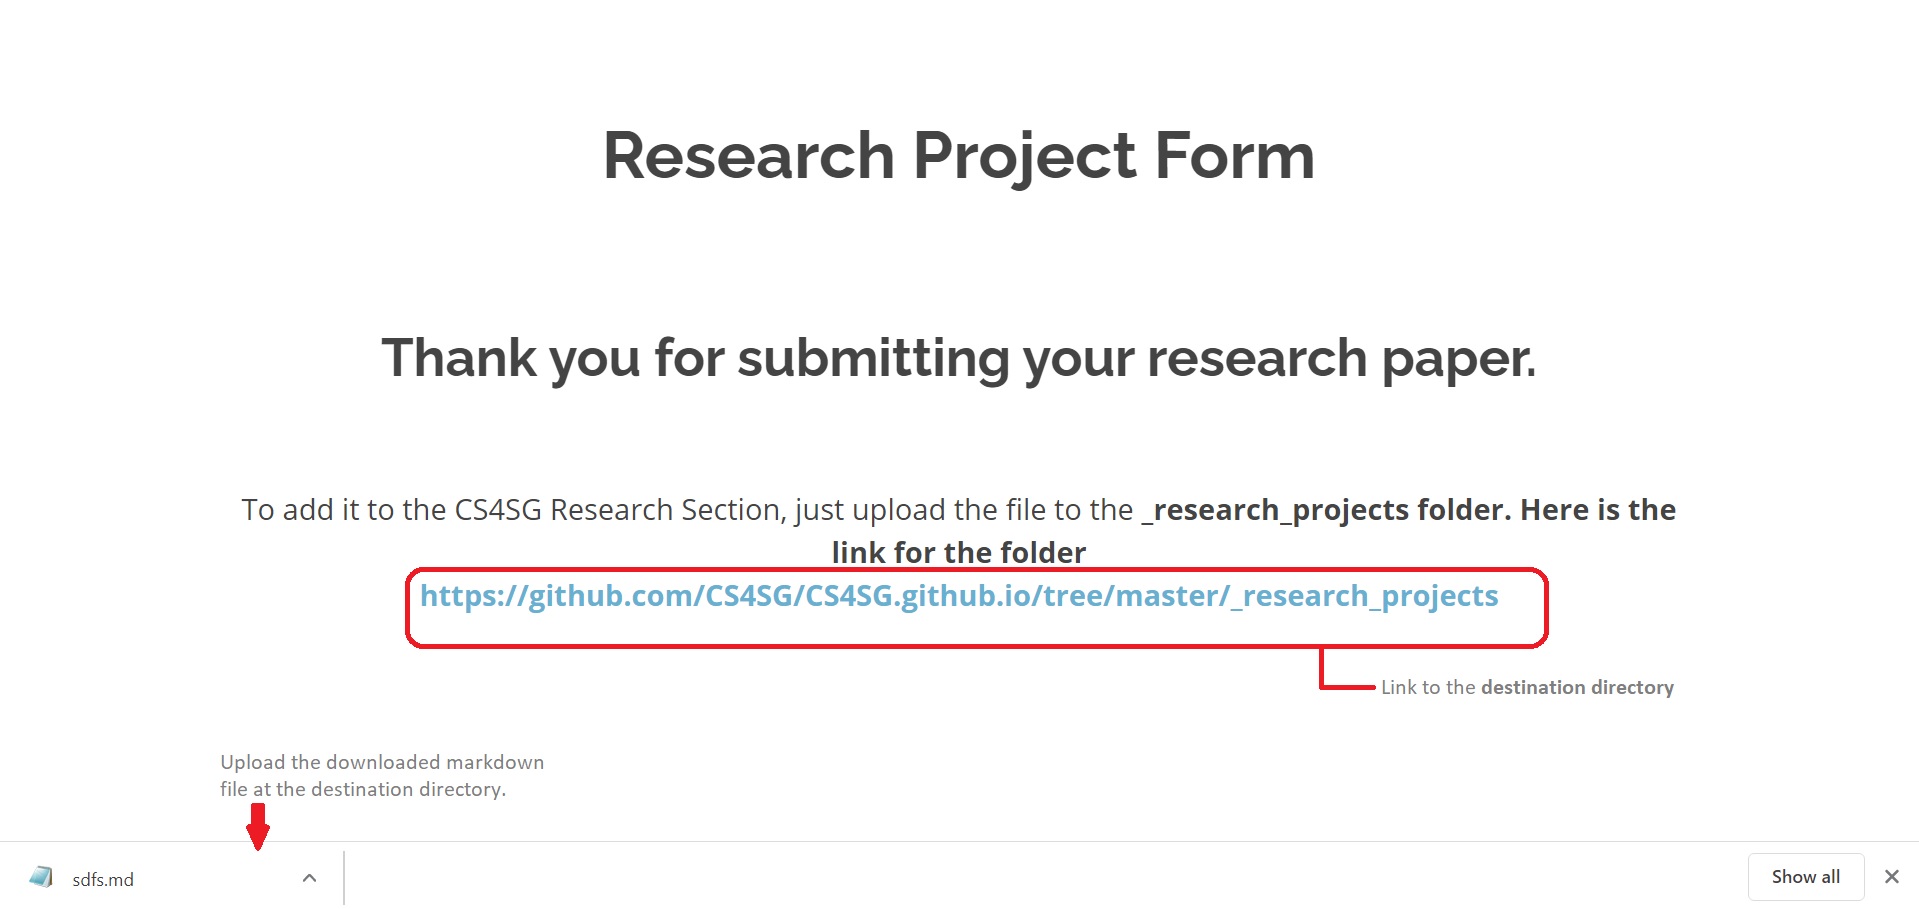 Research Project Form
Thank you for submitting your research paper.
To add it to the CS4SG Research Section, just upload the file to the _research_projects folder. Here is the
link for the folder
https://github.com/CS4SG/CS4SG.github.io/tree/master/_research_projects
Link to the destination directory
Upload the downloaded markdown
file at the destination directory.
sdfs.md
Show all